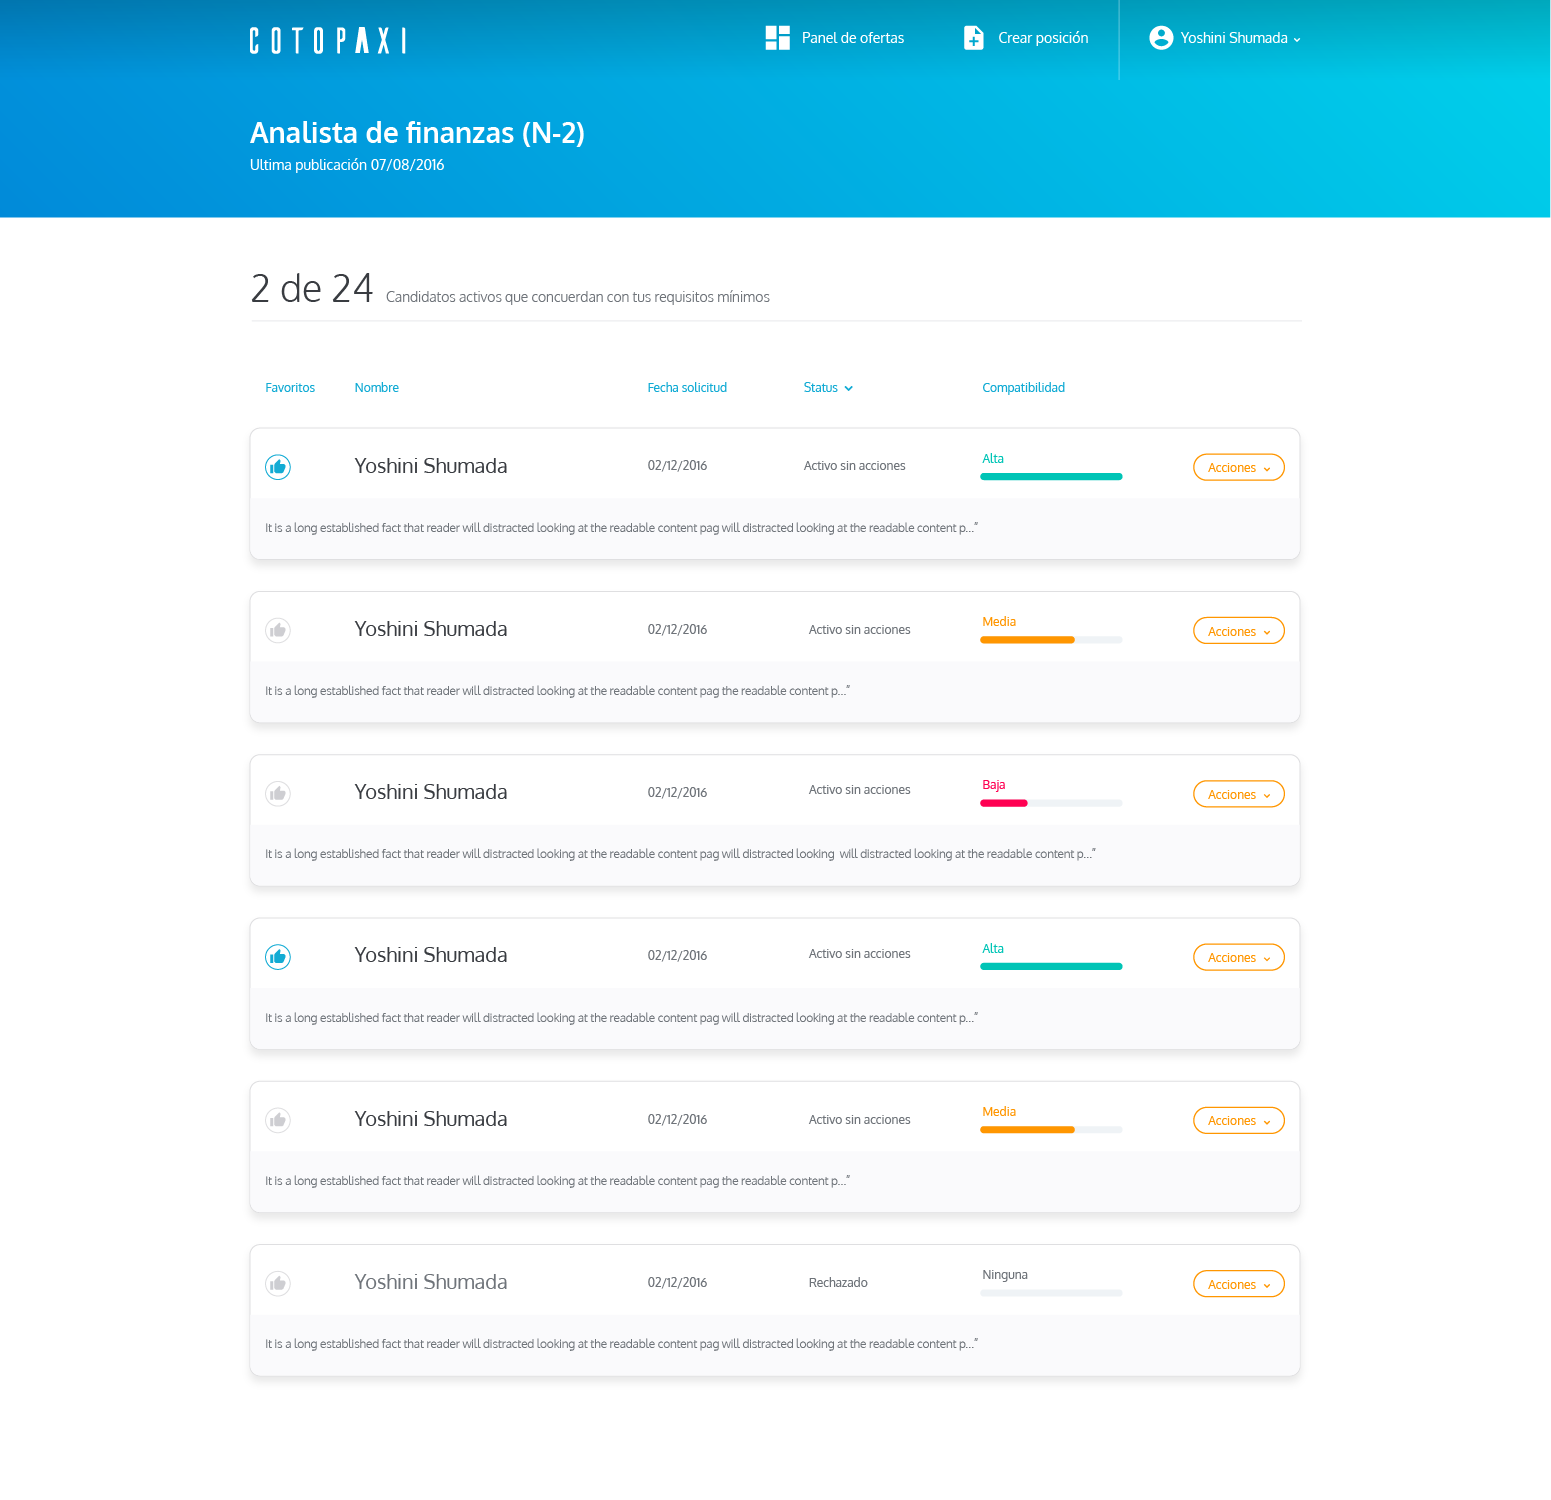 COTOPAXI
Panel de ofertas
Crear posición
Yoshini Shumada
Analista de finanzas (N-2)
Ultima publicación 07/08/2016
2 de 24 Candidatos activos que concuerdan con tus requisitos mínimos
Favoritos Nombre Fecha solicitud Status Compatibilidad
Yoshini Shumada 02/12/2016 Activo sin acciones Alta Acciones
It is a long established fact that reader will distracted looking at the readable content pag will distracted looking at the readable content p..."
Yoshini Shumada 02/12/2016 Activo sin acciones Media Acciones
It is a long established fact that reader will distracted looking at the readable content pag the readable content p..."
Yoshini Shumada 02/12/2016 Activo sin acciones Baja Acciones
It is a long established fact that reader will distracted looking at the readable content pag will distracted looking  will distracted looking at the readable content p..."
Yoshini Shumada 02/12/2016 Activo sin acciones Alta Acciones
It is a long established fact that reader will distracted looking at the readable content pag will distracted looking at the readable content p..."
Yoshini Shumada 02/12/2016 Activo sin acciones Media Acciones
It is a long established fact that reader will distracted looking at the readable content pag the readable content p..."
Yoshini Shumada 02/12/2016 Rechazado Ninguna Acciones
It is a long established fact that reader will distracted looking at the readable content pag will distracted looking at the readable content p..."